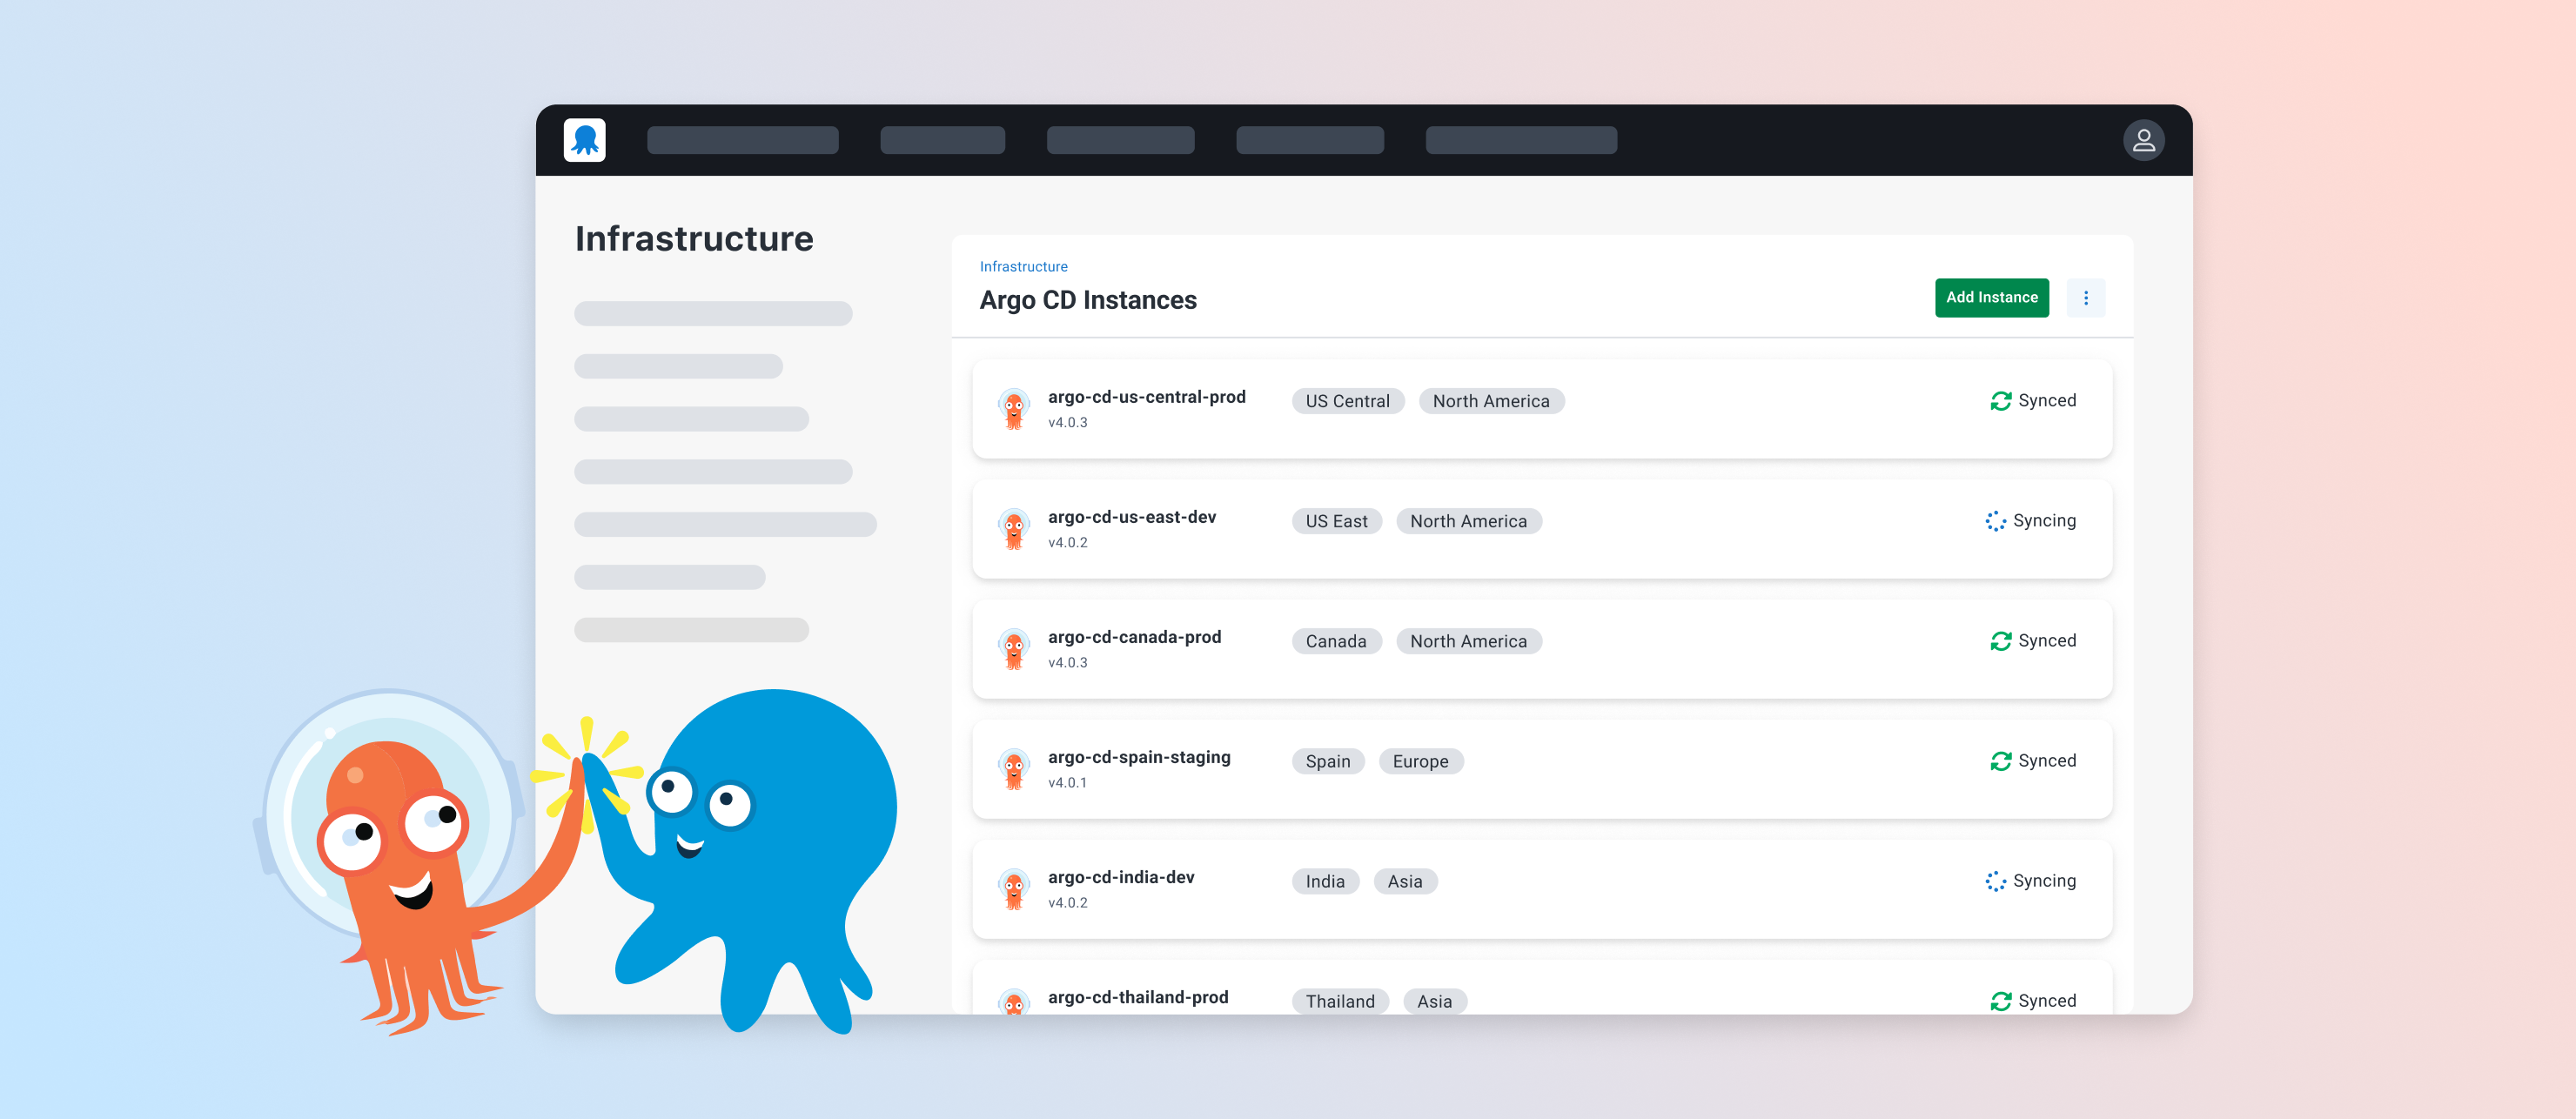 Infrastructure
Infrastructure
Argo CD Instances
Add Instance
argo-cd-us-central-prod
v4.0.3
US Central
North America
Synced
argo-cd-us-east-dev
v4.0.2
US East
North America
Syncing
argo-cd-canada-prod
v4.0.3
Canada
North America
Synced
argo-cd-spain-staging
v4.0.1
Spain
Europe
Synced
argo-cd-india-dev
v4.0.2
India
Asia
Syncing
argo-cd-thailand-prod
Thailand
Asia
Synced